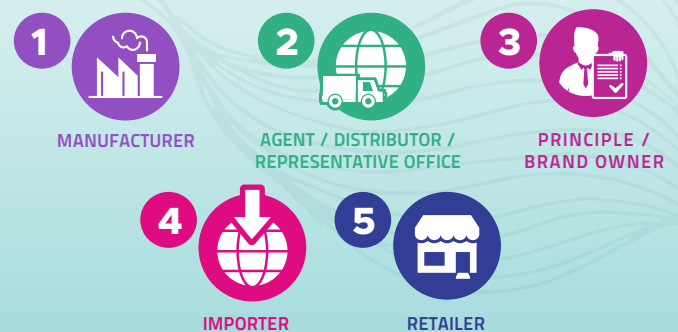 1
MANUFACTURER
2
AGENT / DISTRIBUTOR /
REPRESENTATIVE OFFICE
3
PRINCIPLE /
BRAND OWNER
4
IMPORTER
5
RETAILER